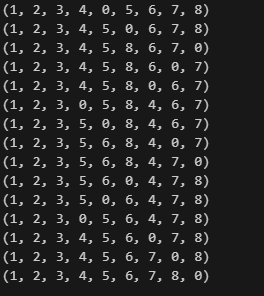 (1, 2, 3, 4, 0, 5, 6, 7, 8)
(1, 2, 3, 4, 5, 0, 6, 7, 8)
(1, 2, 3, 4, 5, 8, 6, 7, 0)
(1, 2, 3, 4, 5, 8, 6, 0, 7)
(1, 2, 3, 4, 5, 8, 0, 6, 7)
(1, 2, 3, 0, 5, 8, 4, 6, 7)
(1, 2, 3, 5, 0, 8, 4, 6, 7)
(1, 2, 3, 5, 6, 8, 4, 0, 7)
(1, 2, 3, 5, 6, 8, 4, 7, 0)
(1, 2, 3, 5, 6, 0, 4, 7, 8)
(1, 2, 3, 5, 0, 6, 4, 7, 8)
(1, 2, 3, 0, 5, 6, 4, 7, 8)
(1, 2, 3, 4, 5, 6, 0, 7, 8)
(1, 2, 3, 4, 5, 6, 7, 0, 8)
(1, 2, 3, 4, 5, 6, 7, 8, 0)